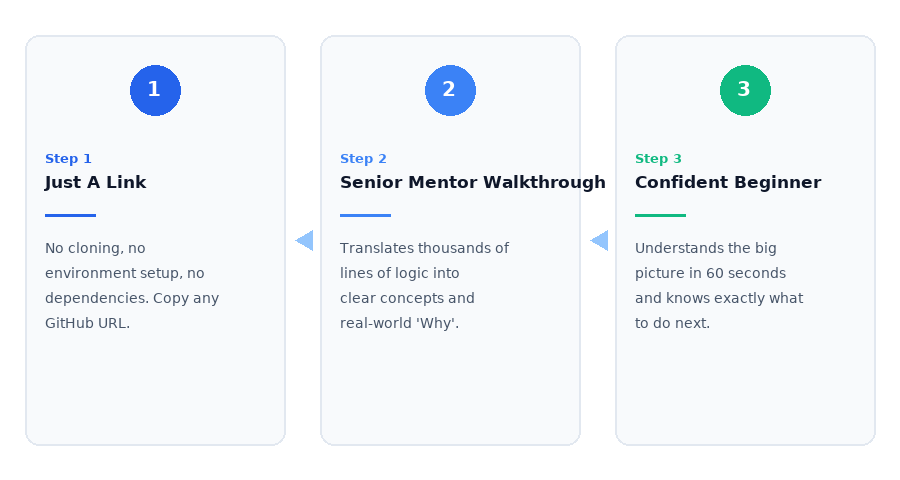 1
Step 1
Just A Link
No cloning, no
environment setup, no
dependencies. Copy any
GitHub URL.
2
Step 2
Senior Mentor Walkthrough
Translates thousands of
lines of logic into
clear concepts and
real-world 'Why'.
3
Step 3
Confident Beginner
Understands the big
picture in 60 seconds
and knows exactly what
to do next.